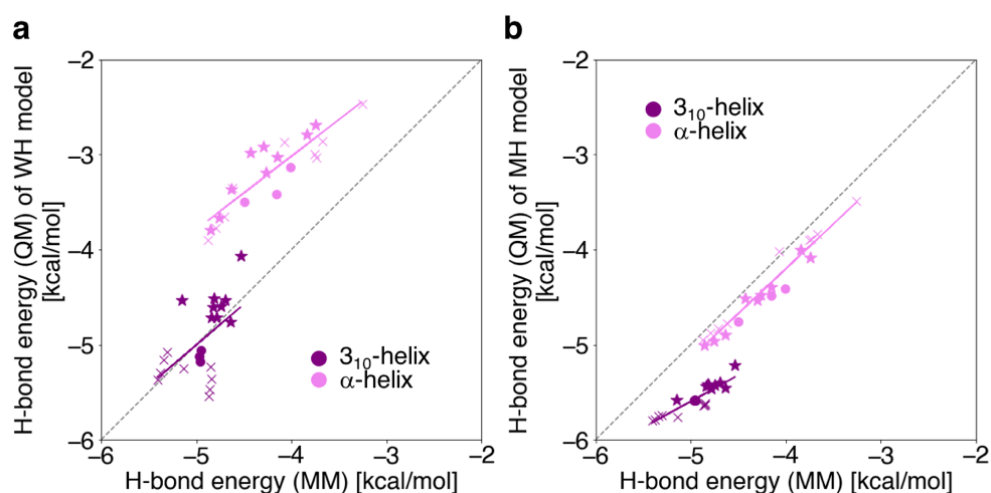 a
H-bond energy (QM) of WH model
[kcal/mol]
−2
−3
−4
−5
−6
3₁₀-helix
α-helix
−6 −5 −4 −3 −2
H-bond energy (MM) [kcal/mol]
b
H-bond energy (QM) of MH model
[kcal/mol]
−2
−3
−4
−5
−6
3₁₀-helix
α-helix
−6 −5 −4 −3 −2
H-bond energy (MM) [kcal/mol]